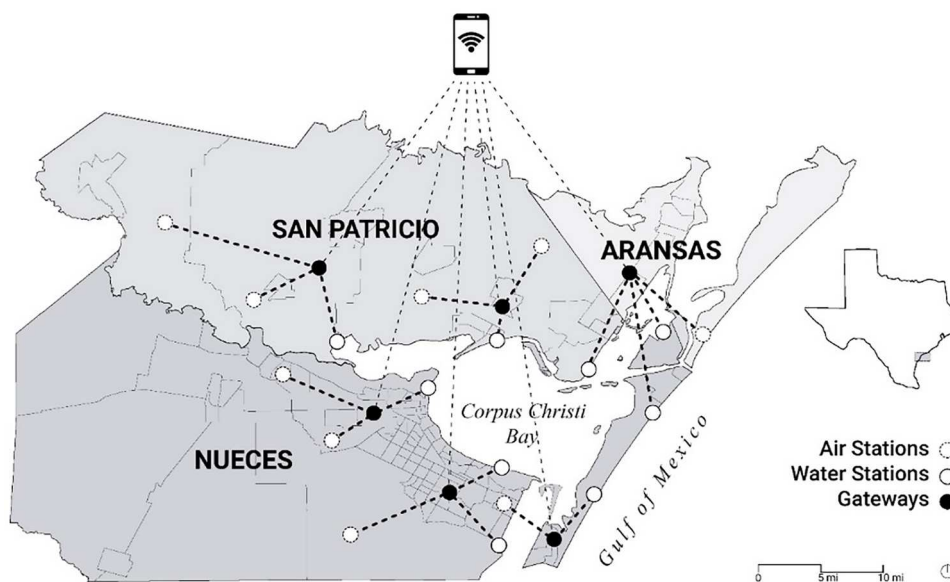 SAN PATRICIO
ARANSAS
Corpus Christi
Bay
NUECES
Gulf of Mexico
Air Stations
Water Stations
Gateways
0 5 mi 10 mi